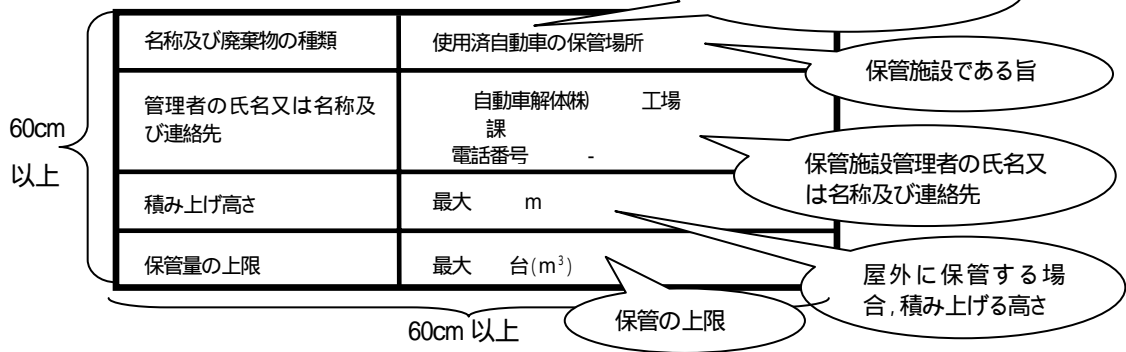 名称及び廃棄物の種類
使用済自動車の保管場所
保管施設である旨
管理者の氏名又は名称及
び連絡先
自動車解体㈱ 工場
課
電話番号 -
保管施設管理者の氏名又
は名称及び連絡先
60cm
以上
積み上げ高さ
最大 m
屋外に保管する場
合,積み上げる高さ
保管量の上限
最大 台(m³)
保管の上限
60cm 以上